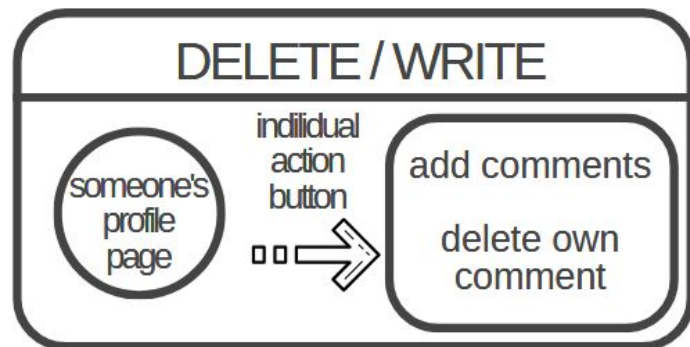 DELETE / WRITE
someone's
profile
page
indilidual
action
button
add comments
delete own
comment